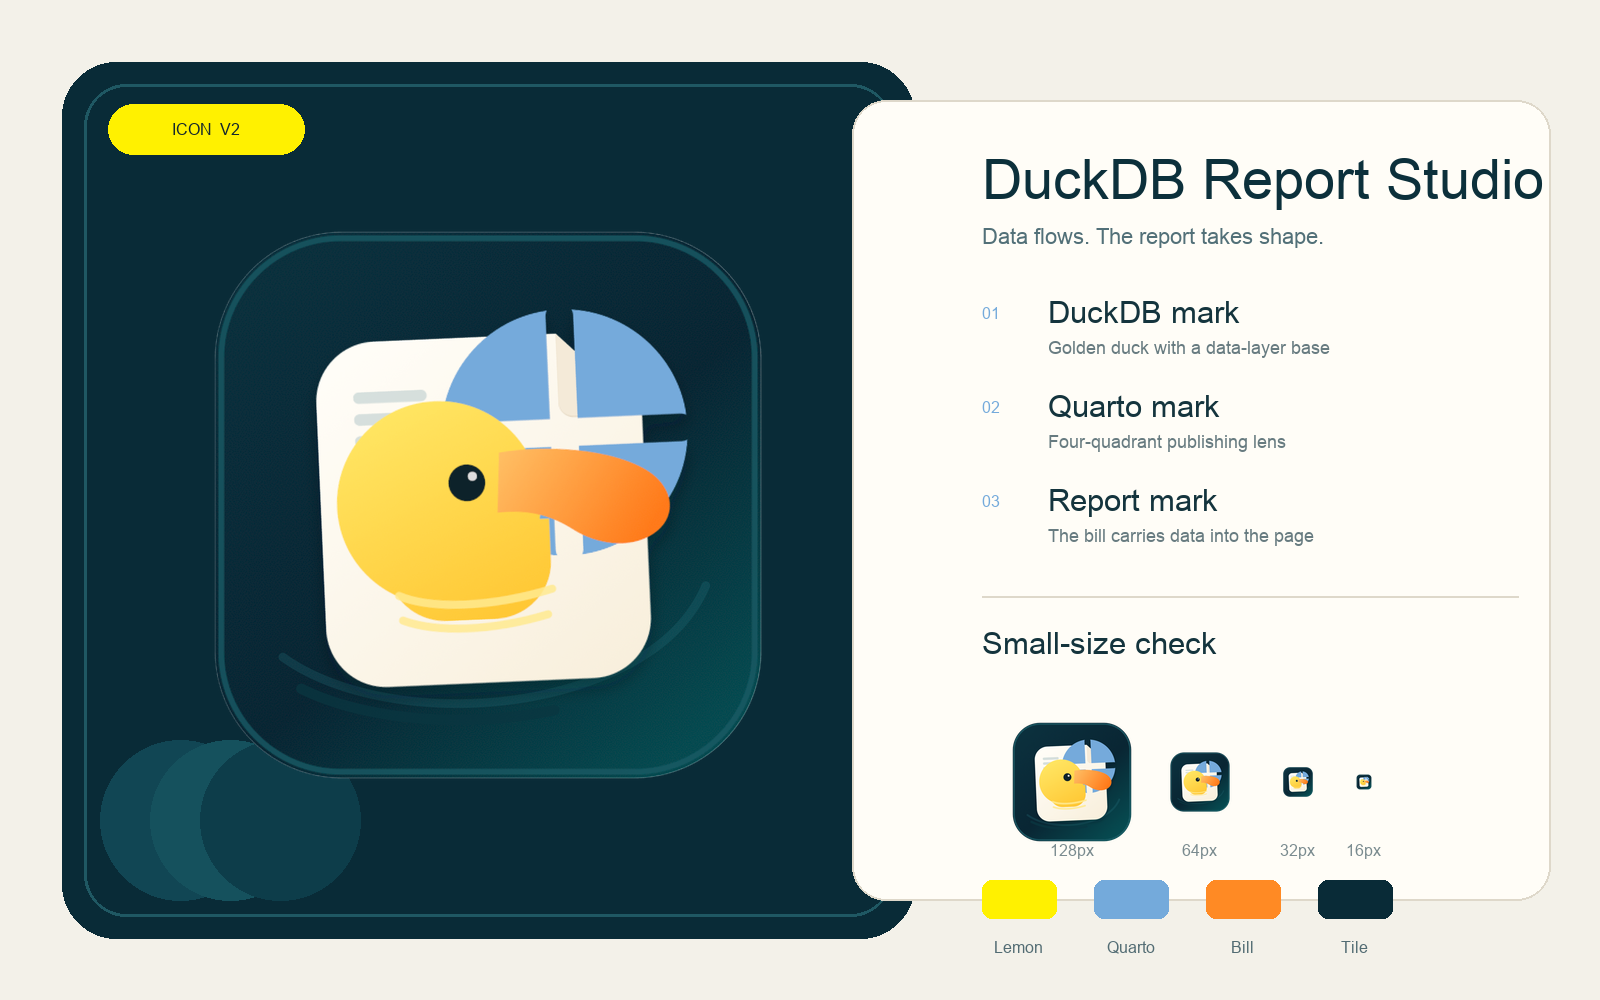 ICON V2
DuckDB Report Studio
Data flows. The report takes shape.
01
DuckDB mark
Golden duck with a data-layer base
02
Quarto mark
Four-quadrant publishing lens
03
Report mark
The bill carries data into the page
Small-size check
128px
64px
32px
16px
Lemon
Quarto
Bill
Tile